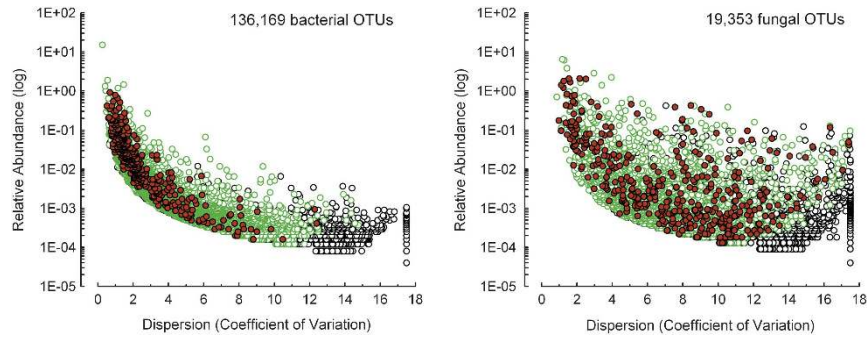 136,169 bacterial OTUs
Relative Abundance (log)
1E+02
1E+01
1E+00
1E-01
1E-02
1E-03
1E-04
1E-05
0 2 4 6 8 10 12 14 16 18
Dispersion (Coefficient of Variation)
19,353 fungal OTUs
Relative Abundance (log)
1E+02
1E+01
1E+00
1E-01
1E-02
1E-03
1E-04
1E-05
0 2 4 6 8 10 12 14 16 18
Dispersion (Coefficient of Variation)